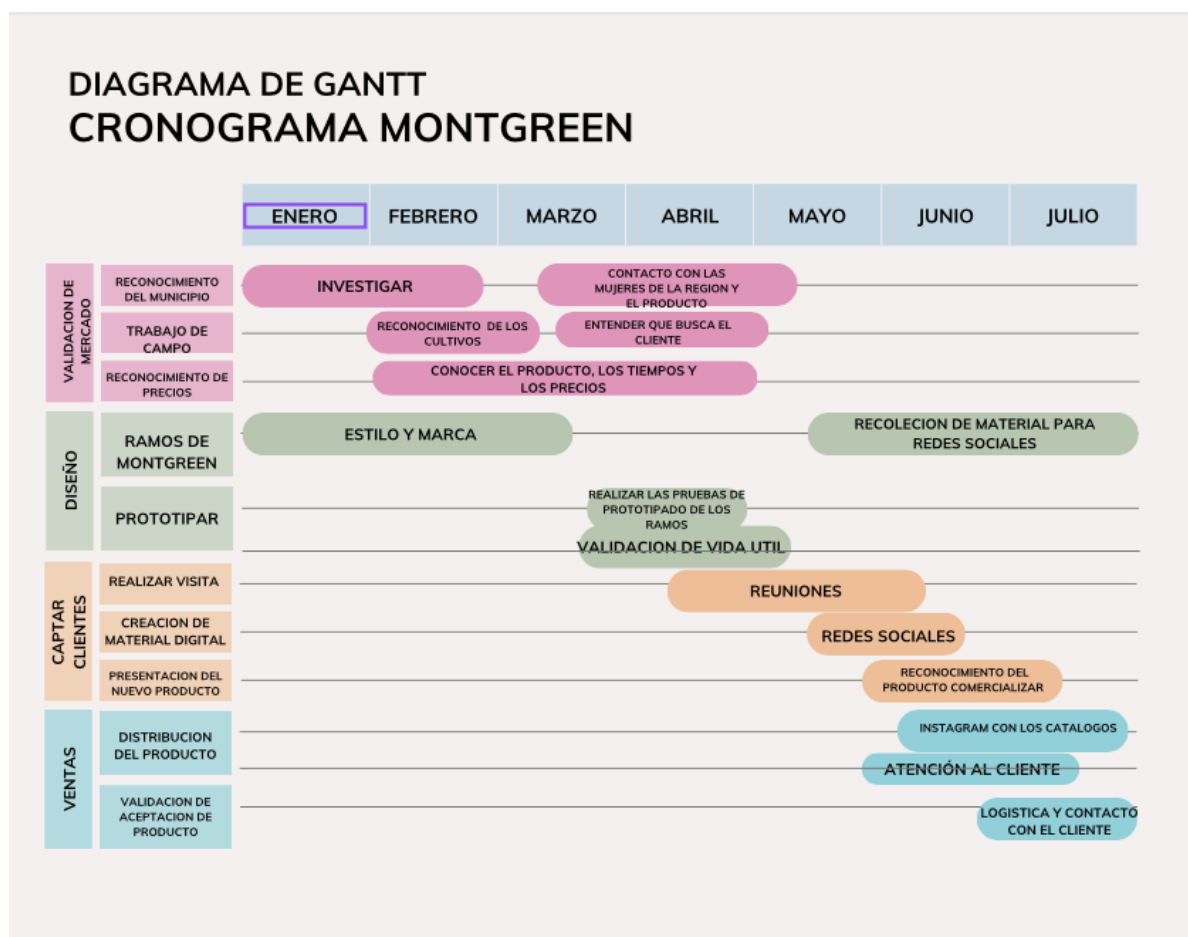 DIAGRAMA DE GANTT
CRONOGRAMA MONTGREEN
ENERO
FEBRERO
MARZO
ABRIL
MAYO
JUNIO
JULIO
VALIDACION DE
MERCADO
RECONOCIMIENTO
DEL MUNICIPIO
INVESTIGAR
CONTACTO CON LAS
MUJERES DE LA REGION Y
EL PRODUCTO
TRABAJO DE
CAMPO
RECONOCIMIENTO DE LOS
CULTIVOS
ENTENDER QUE BUSCA EL
CLIENTE
RECONOCIMIENTO DE
PRECIOS
CONOCER EL PRODUCTO, LOS TIEMPOS Y
LOS PRECIOS
DISEÑO
RAMOS DE
MONTGREEN
ESTILO Y MARCA
RECOLECION DE MATERIAL PARA
REDES SOCIALES
PROTOTIPAR
REALIZAR LAS PRUEBAS DE
PROTOTIPADO DE LOS
RAMOS
VALIDACION DE VIDA UTIL
CAPTAR
CLIENTES
REALIZAR VISITA
REUNIONES
CREACION DE
MATERIAL DIGITAL
REDES SOCIALES
PRESENTACION DEL
NUEVO PRODUCTO
RECONOCIMIENTO DEL
PRODUCTO COMERCIALIZAR
VENTAS
DISTRIBUCION
DEL PRODUCTO
INSTAGRAM CON LOS CATALOGOS
ATENCIÓN AL CLIENTE
VALIDACION DE
ACEPTACION DE
PRODUCTO
LOGISTICA Y CONTACTO
CON EL CLIENTE